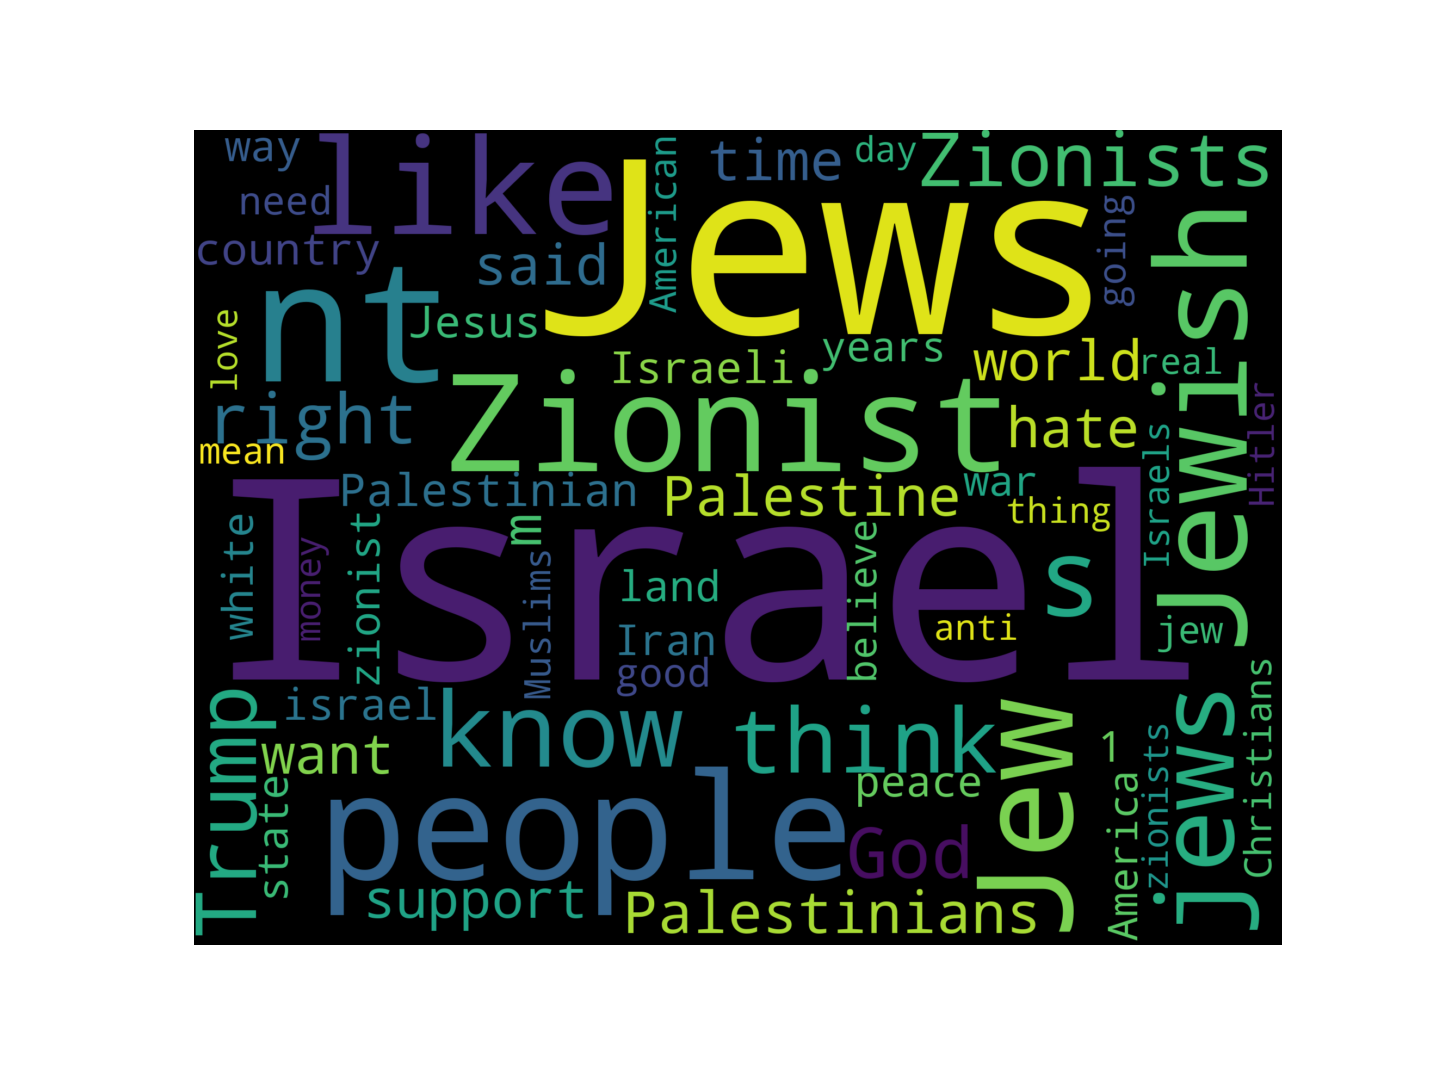 way
like
American
time
day
Zionists
need
Jews
going
Jewish
country
said
nt
Jesus
love
Israeli
years
world
real
right
Zionist
hate
Hitler
mean
Palestinian
Palestine
war
thing
Israels
Israel
white
money
zionist
m
Muslims
land
believe
s
Iran
anti
jew
good
Trump
israel
know
think
Jew
1
jews
Christians
want
state
people
peace
God
America
zionists
support
Palestinians